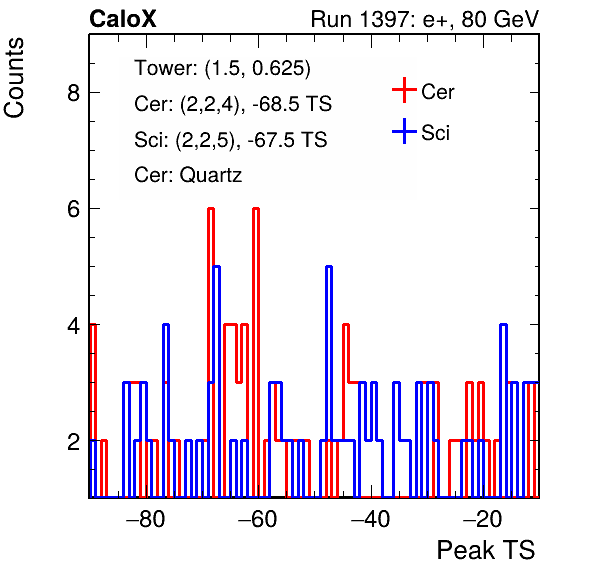 CaloX Run 1397: e+, 80 GeV
Counts
Tower: (1.5, 0.625)
Cer: (2,2,4), -68.5 TS
Sci: (2,2,5), -67.5 TS
Cer: Quartz
Cer
Sci
8
6
4
2
−80 −60 −40 −20
Peak TS